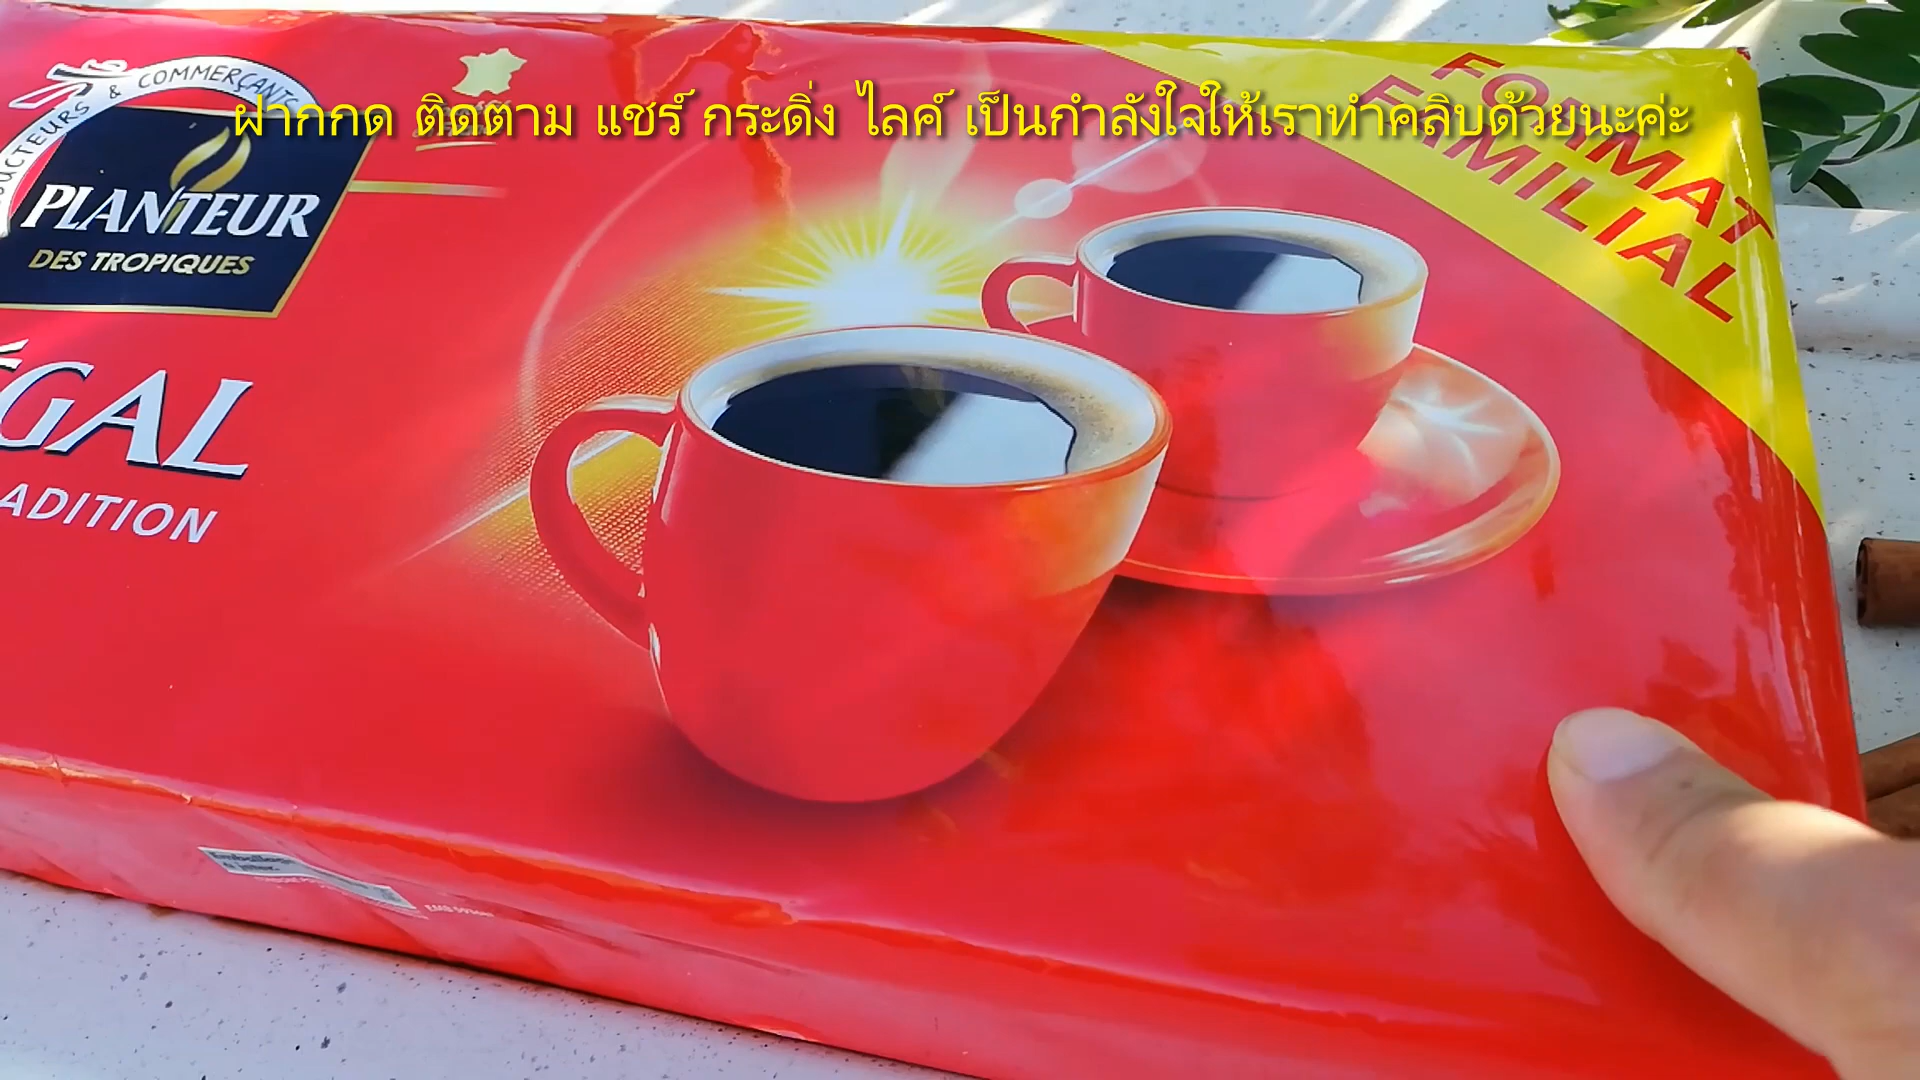 ฝากกด ติดตาม แชร์ กระดิ่ง ไลค์ เป็นกำลังใจให้เราทำคลิบด้วยนะค่ะ
& COMMERÇANTS
PLANTEUR
DES TROPIQUES
FORMAT
FAMILIAL
ÉGAL
ADITION